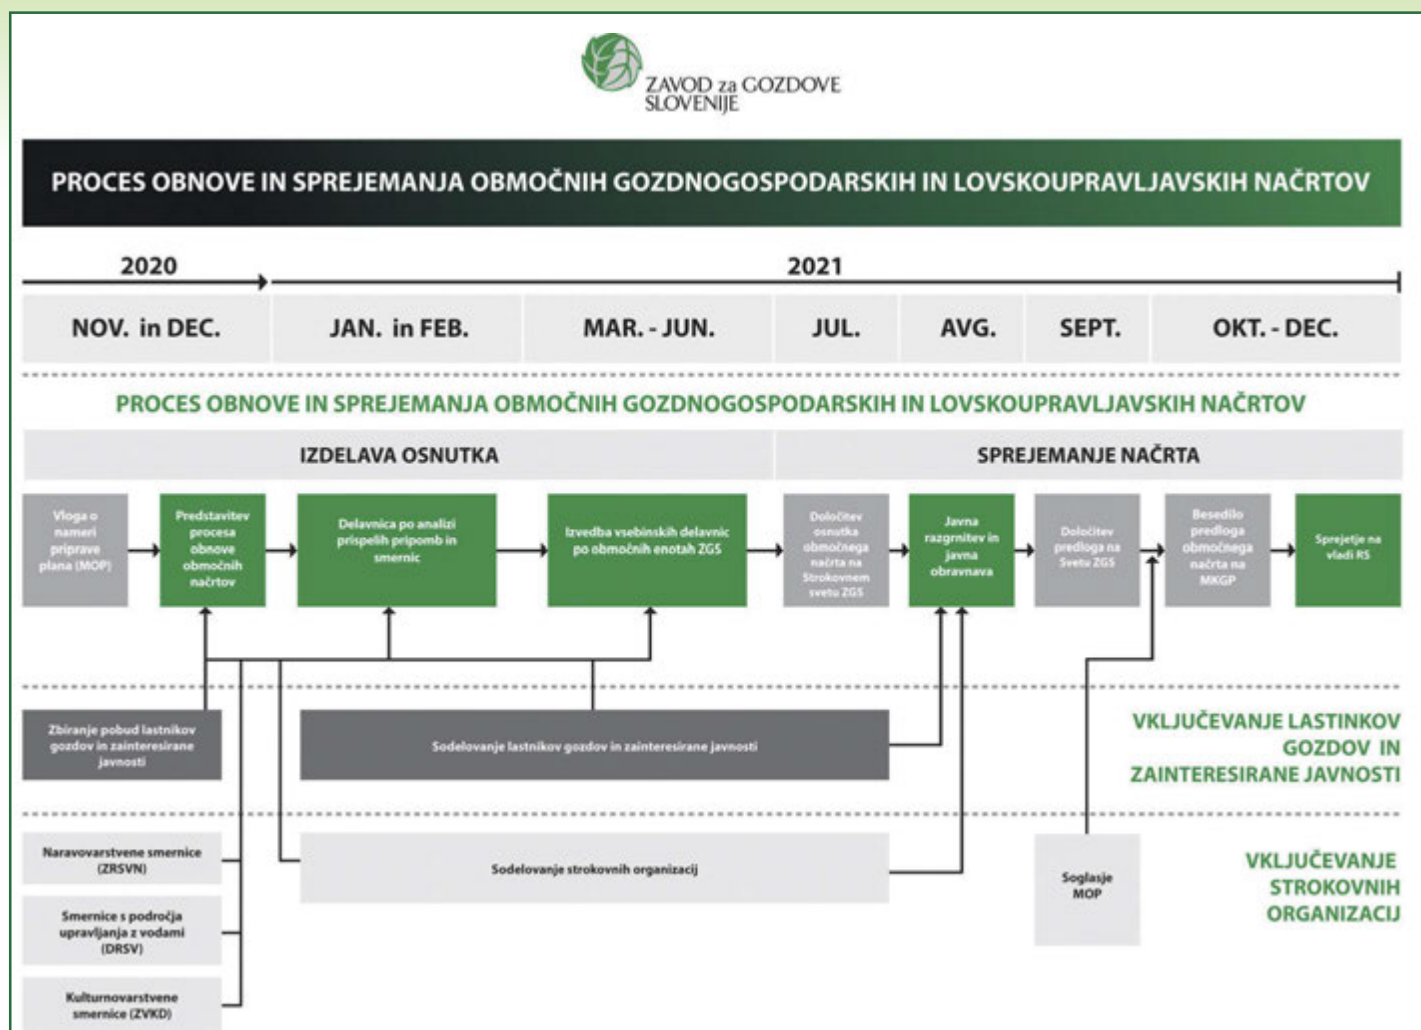 ZAVOD za GOZDOVE
SLOVENIJE
PROCES OBNOVE IN SPREJEMANJA OBMOČNIH GOZDNOGOSPODARSKIH IN LOVSKOUPRAVLJAVSKIH NAČRTOV
2020
2021
NOV. in DEC.
JAN. in FEB.
MAR. - JUN.
JUL.
AVG.
SEPT.
OKT. - DEC.
PROCES OBNOVE IN SPREJEMANJA OBMOČNIH GOZDNOGOSPODARSKIH IN LOVSKOUPRAVLJAVSKIH NAČRTOV
IZDELAVA OSNUTKA
SPREJEMANJE NAČRTA
Vloga o
nameri
priprave
plana (MOP)
Predstavitev
procesa
obnove
območnih
načrtov
Delavnica po analizi
prispelih pripomb in
smernic
Izvedba vsebinskih delavnic
po območnih enotah ZGS
Določitev
osnutka
območnega
načrta na
Strokovnem
svetu ZGS
Javna
razgrnitev in
javna
obravnava
Določitev
predloga na
Svetu ZGS
Besedilo
predloga
območnega
načrta na
MKGP
Sprejetje na
vladi RS
Zbiranje pobud lastnikov
gozdov in zainteresirane
javnosti
Sodelovanje lastnikov gozdov in zainteresirane javnosti
VKLJUČEVANJE LASTINKOV
GOZDOV IN
ZAINTERESIRANE JAVNOSTI
Naravovarstvene smernice
(ZRSVN)
Smernice s področja
upravljanja z vodami
(DRSV)
Kulturnovarstvene
smernice (ZVKD)
Sodelovanje strokovnih organizacij
Soglasje
MOP
VKLJUČEVANJE
STROKOVNIH
ORGANIZACIJ